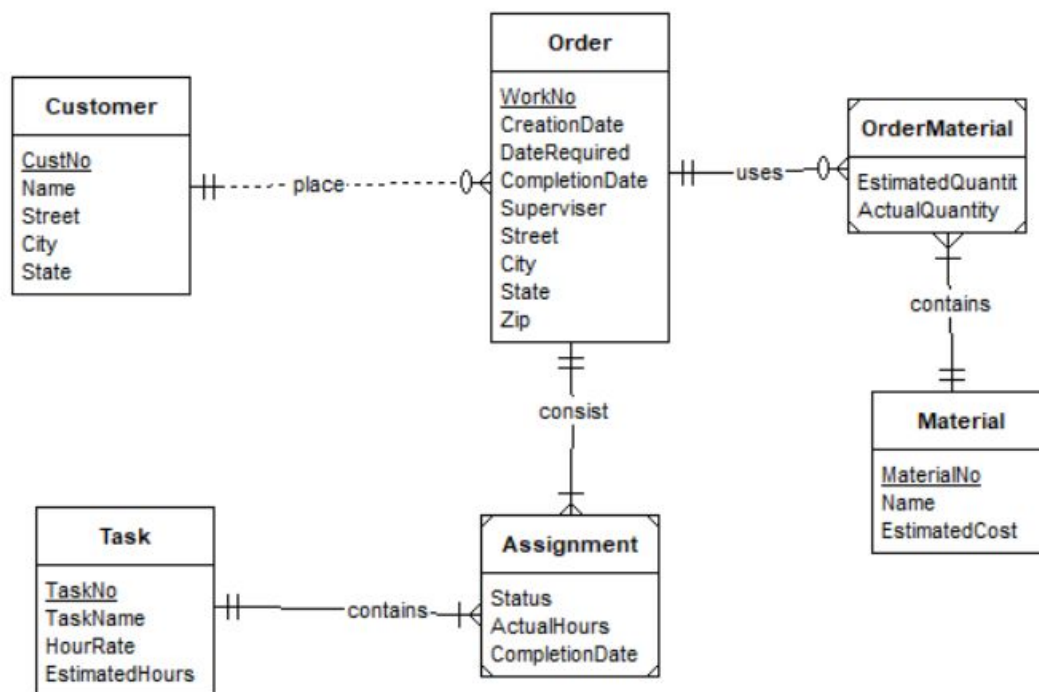 Customer
CustNo
Name
Street
City
State
place
Order
WorkNo
CreationDate
DateRequired
CompletionDate
Superviser
Street
City
State
Zip
uses
OrderMaterial
EstimatedQuantit
ActualQuantity
contains
Material
MaterialNo
Name
EstimatedCost
consist
Task
TaskNo
TaskName
HourRate
EstimatedHours
contains
Assignment
Status
ActualHours
CompletionDate